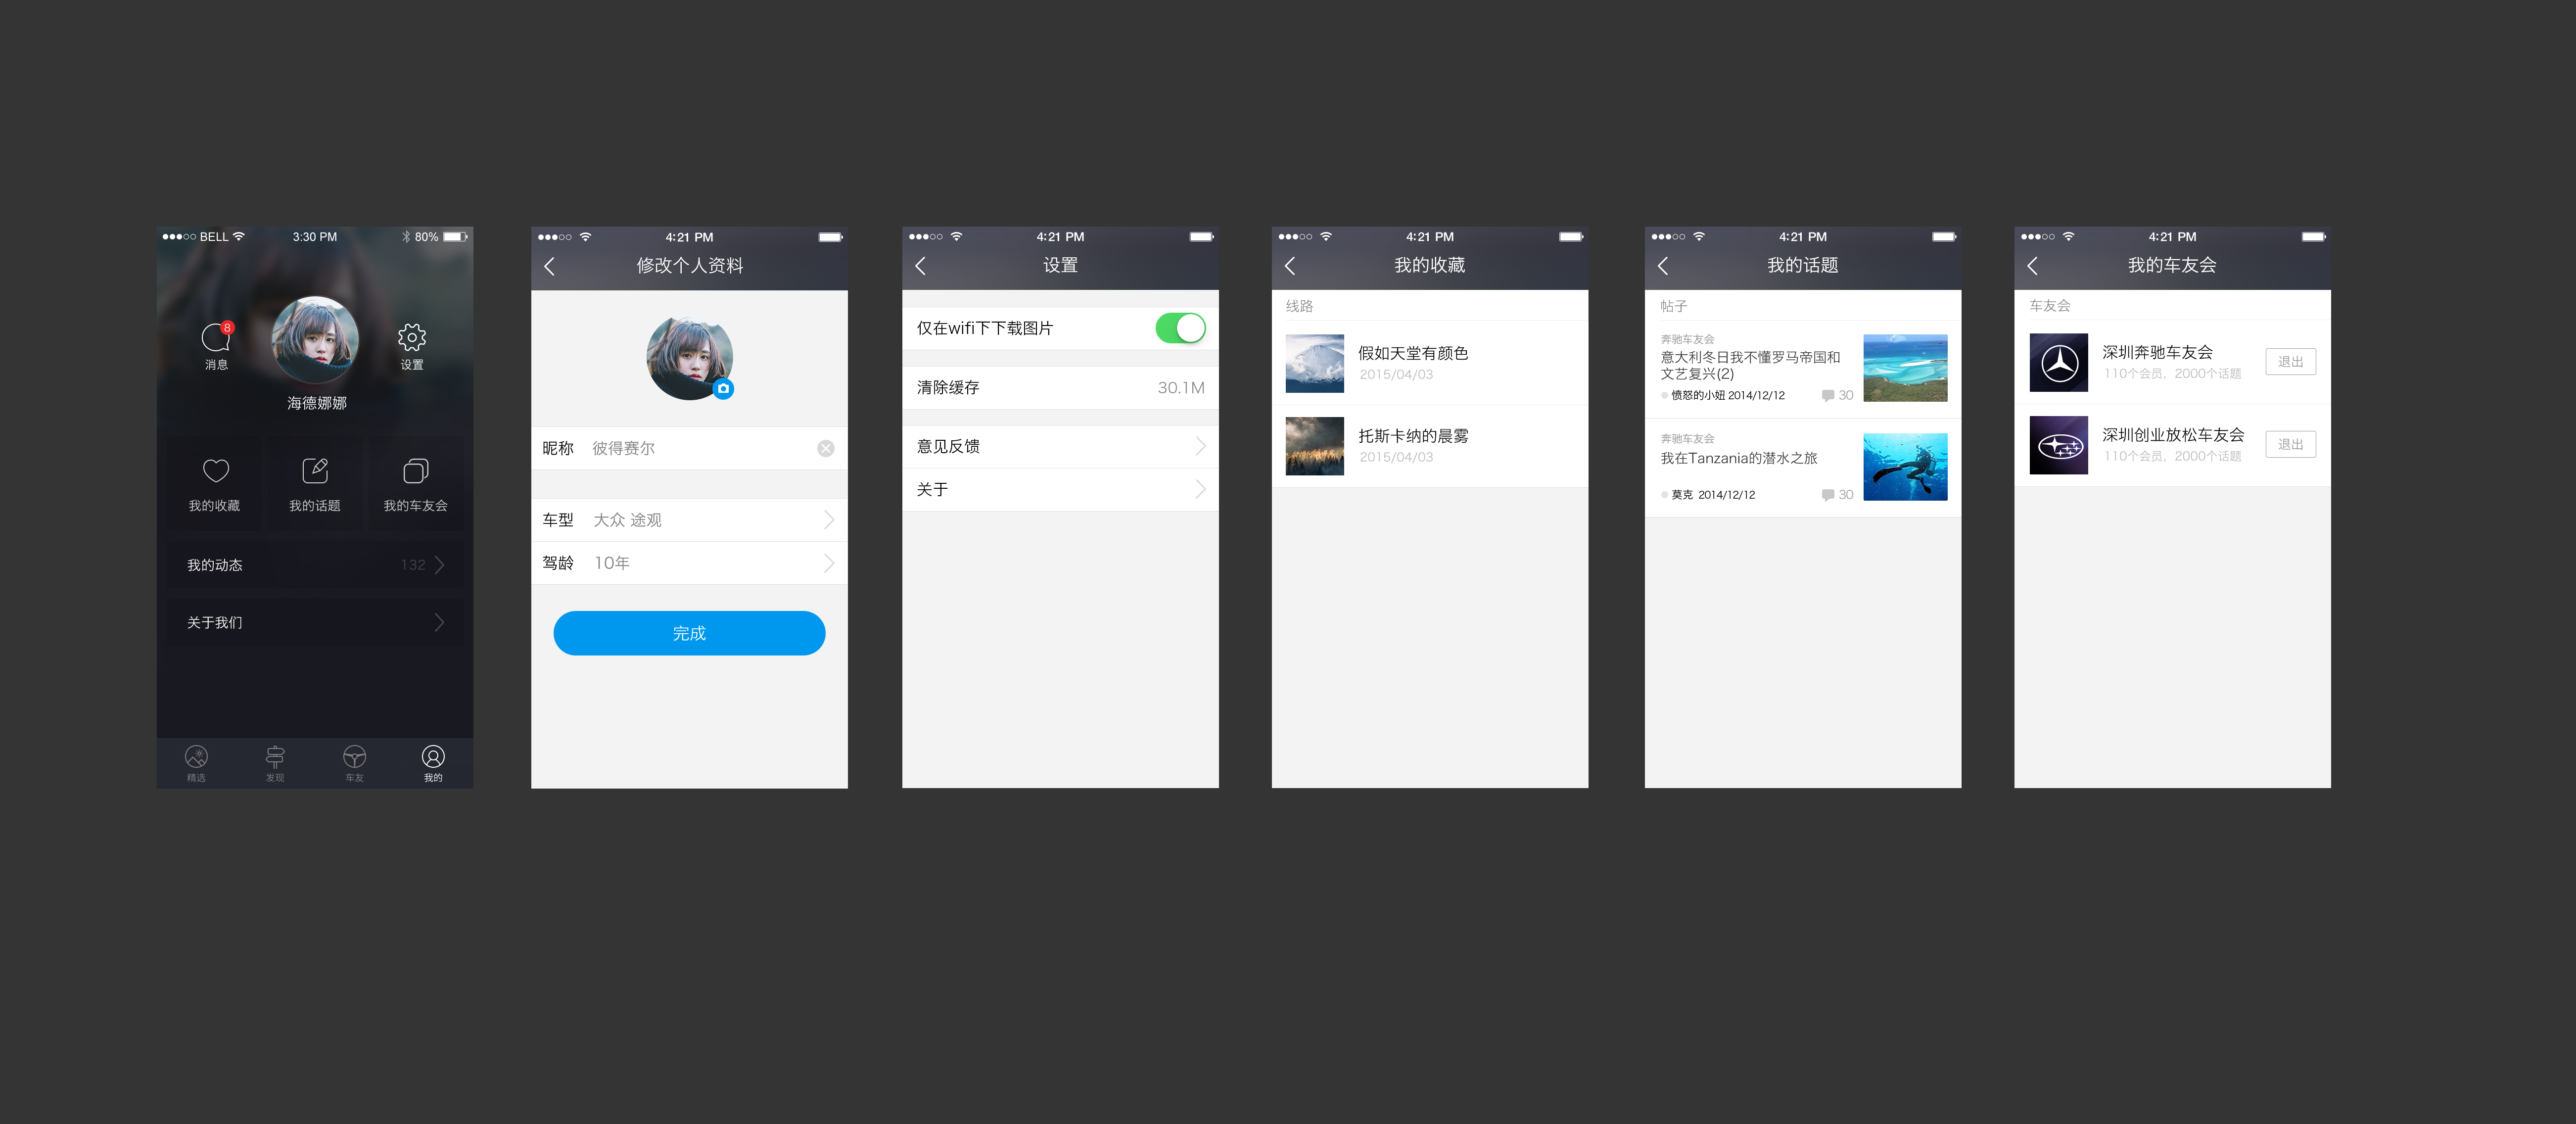 BELL 3:30 PM 80%
8
消息
设置
海德娜娜
我的收藏
我的话题
我的车友会
我的动态 132
关于我们
精选
发现
车友
我的
4:21 PM
修改个人资料
昵称 彼得赛尔
车型 大众 途观
驾龄 10年
完成
4:21 PM
设置
仅在wifi下下载图片
清除缓存 30.1M
意见反馈
关于
4:21 PM
我的收藏
线路
假如天堂有颜色
2015/04/03
托斯卡纳的晨雾
2015/04/03
4:21 PM
我的话题
帖子
奔驰车友会
意大利冬日我不懂罗马帝国和
文艺复兴(2)
愤怒的小妞 2014/12/12 30
奔驰车友会
我在Tanzania的潜水之旅
莫克 2014/12/12 30
4:21 PM
我的车友会
车友会
深圳奔驰车友会
110个会员，2000个话题
退出
深圳创业放松车友会
110个会员，2000个话题
退出